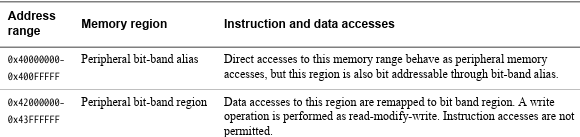 Address range Memory region Instruction and data accesses
0x40000000- Peripheral bit-band alias Direct accesses to this memory range behave as peripheral memory
0x400FFFFF accesses, but this region is also bit addressable through bit-band alias.
0x42000000- Peripheral bit-band region Data accesses to this region are remapped to bit band region. A write
0x43FFFFFF operation is performed as read-modify-write. Instruction accesses are not
permitted.